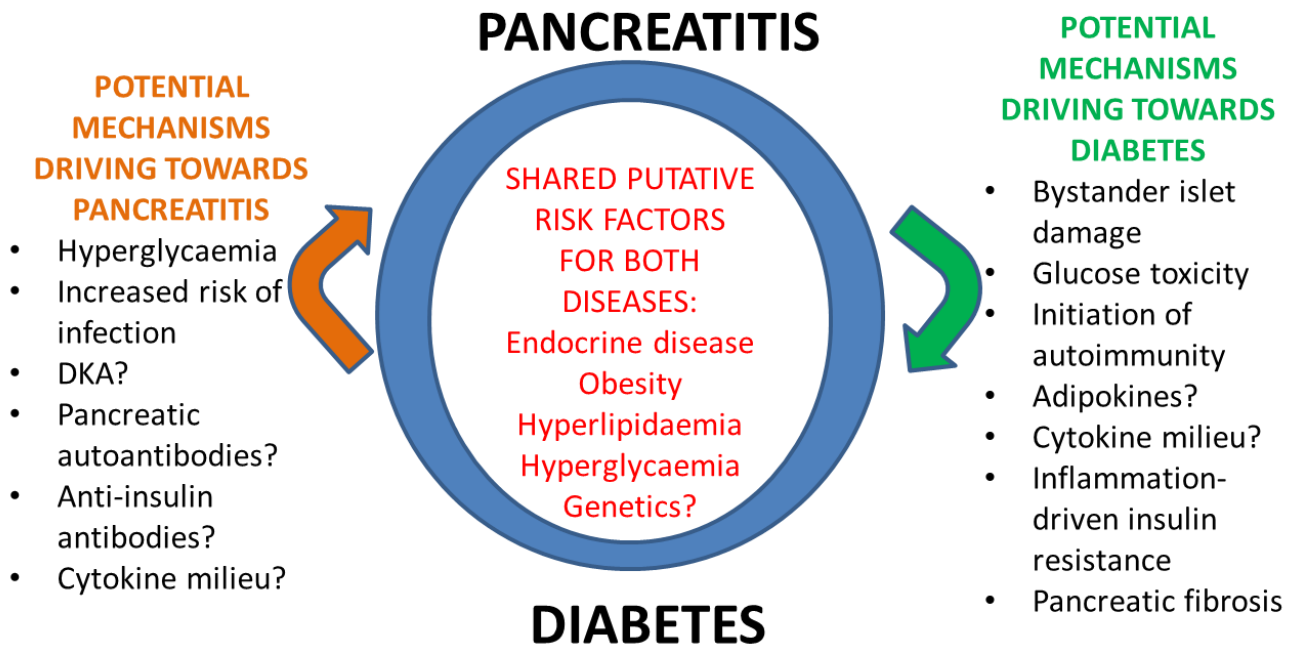 PANCREATITIS
POTENTIAL
MECHANISMS
DRIVING TOWARDS
PANCREATITIS
• Hyperglycaemia
• Increased risk of
infection
• DKA?
• Pancreatic
autoantibodies?
• Anti-insulin
antibodies?
• Cytokine milieu?
SHARED PUTATIVE
RISK FACTORS
FOR BOTH
DISEASES:
Endocrine disease
Obesity
Hyperlipidaemia
Hyperglycaemia
Genetics?
POTENTIAL
MECHANISMS
DRIVING TOWARDS
DIABETES
• Bystander islet
damage
• Glucose toxicity
• Initiation of
autoimmunity
• Adipokines?
• Cytokine milieu?
• Inflammation-
driven insulin
resistance
• Pancreatic fibrosis
DIABETES